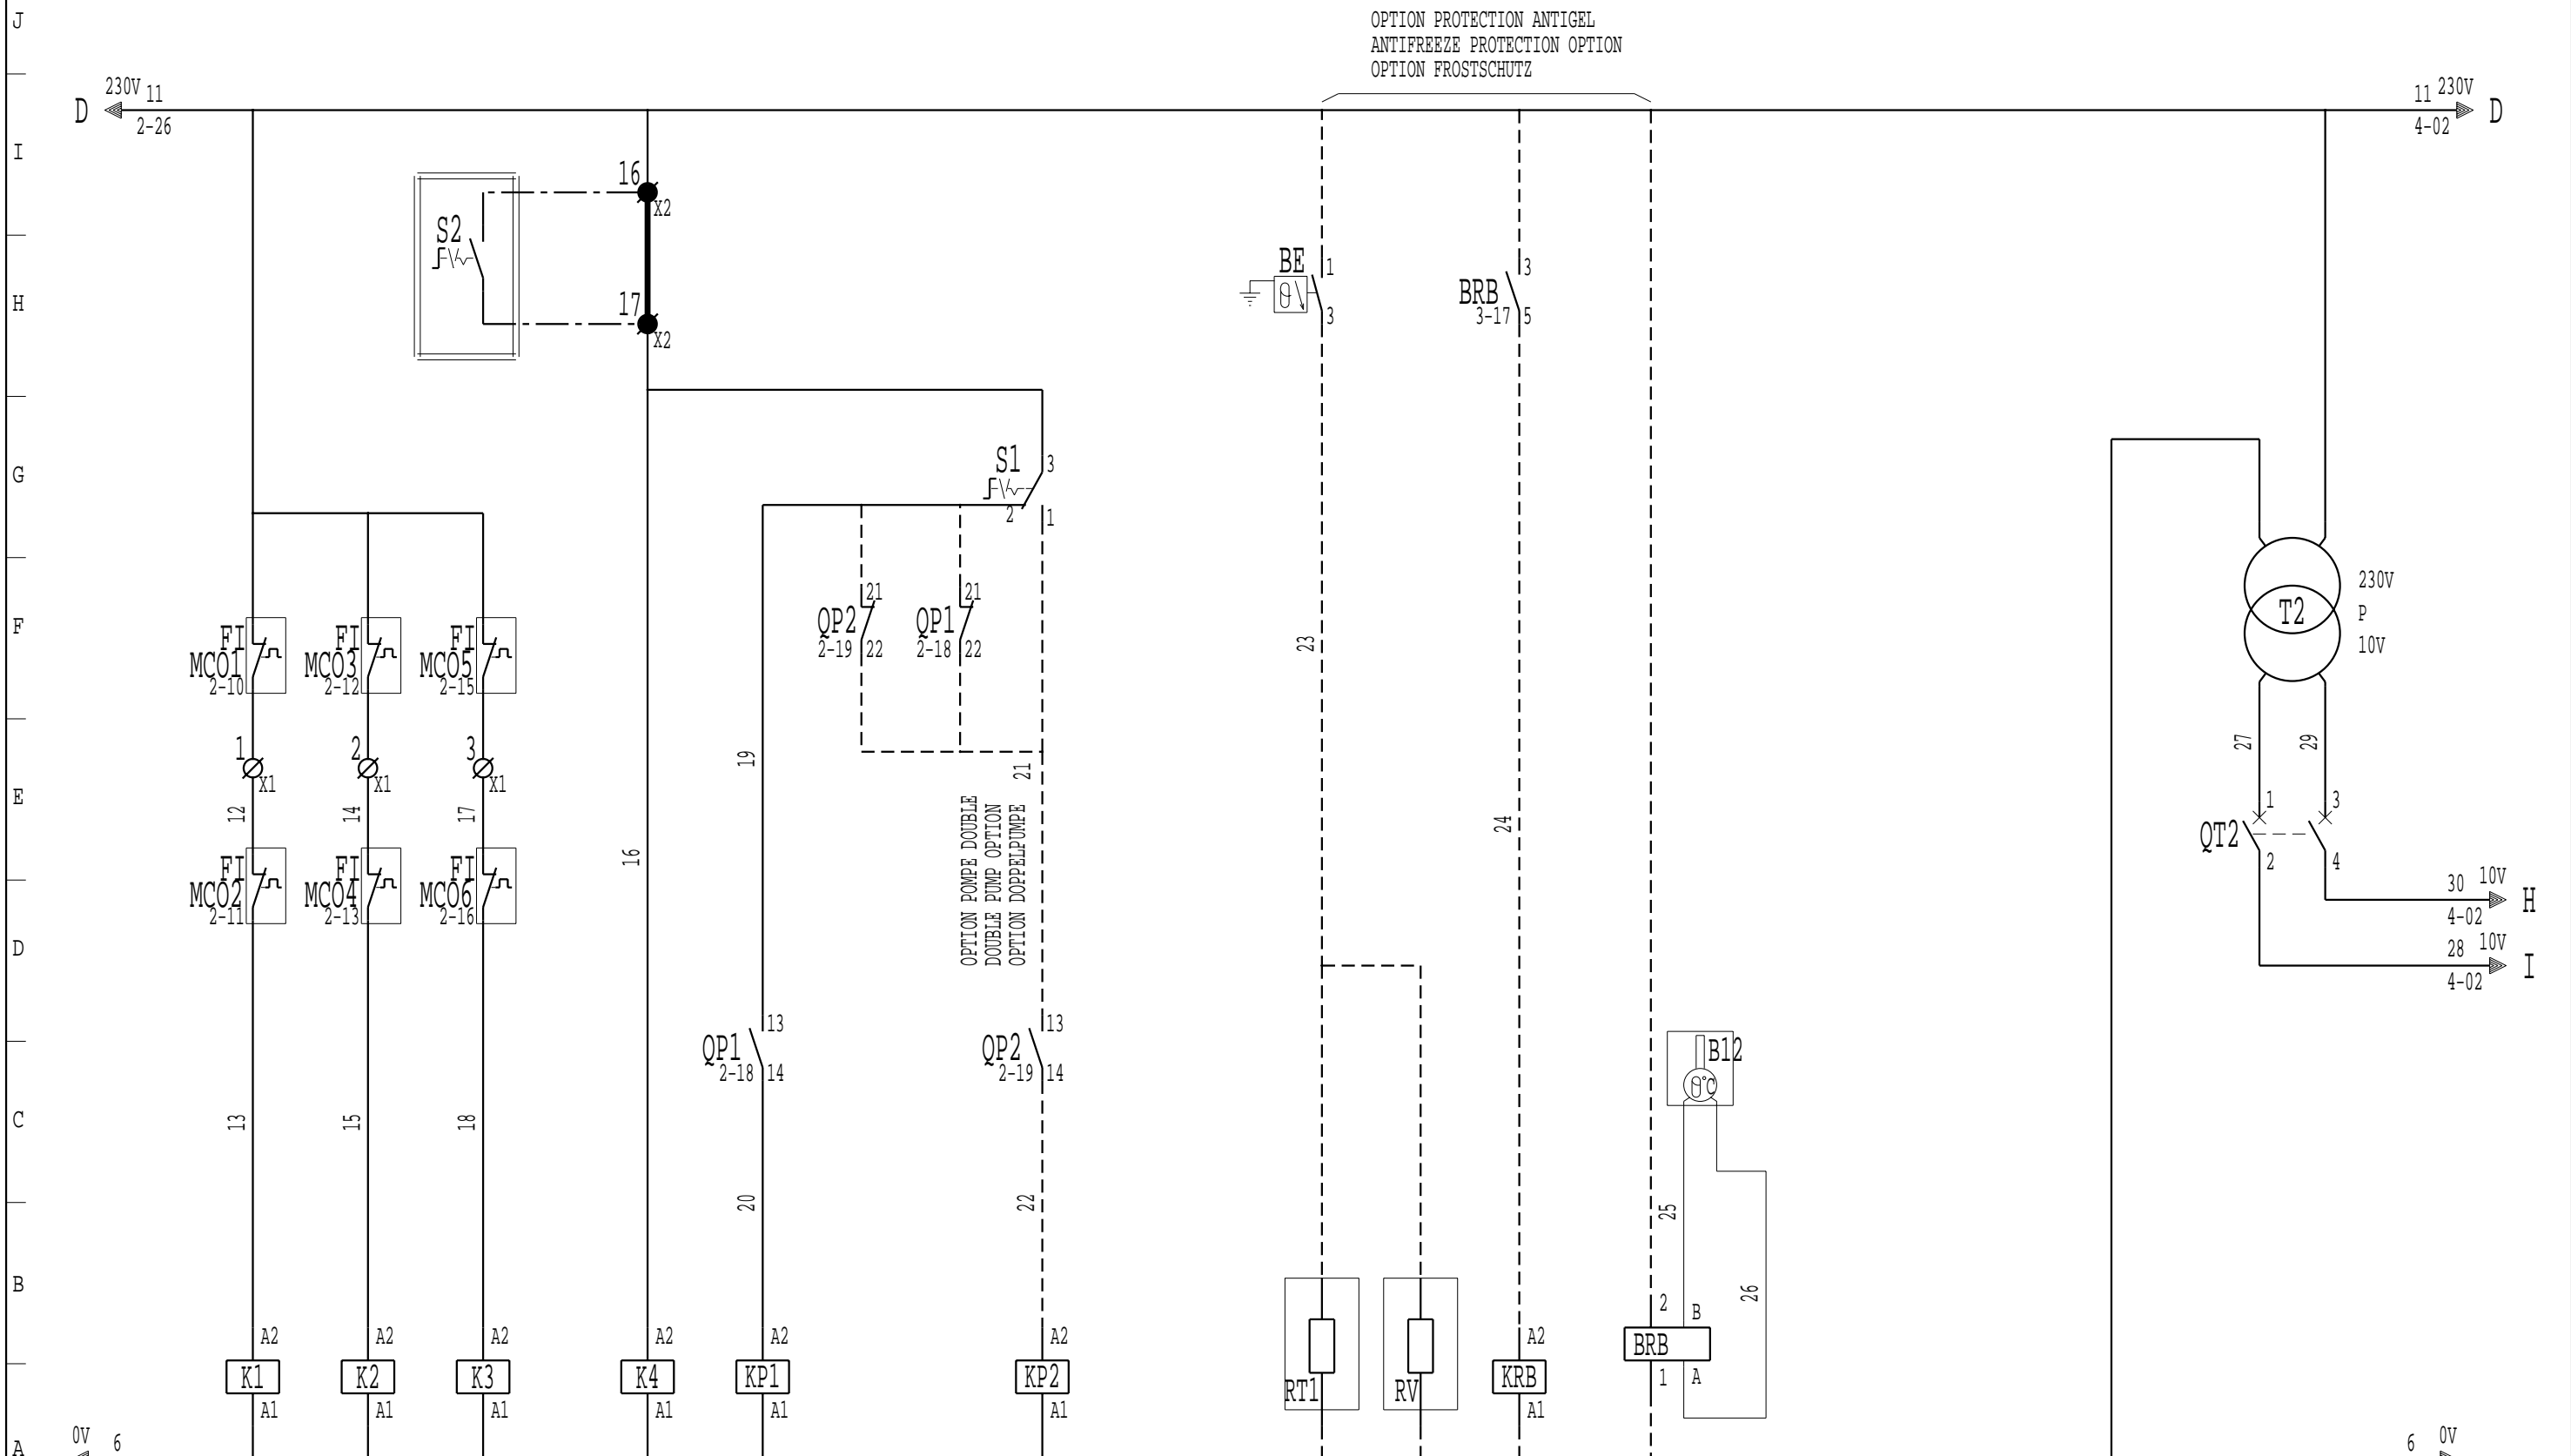 J
OPTION PROTECTION ANTIGEL
ANTIFREEZE PROTECTION OPTION
OPTION FROSTSCHUTZ
D
230V 11
2-26
11 230V
4-02
D
I
16
X2
S2
17
X2
H
BE
1
3
BRB
3-17
3
5
G
S1
3
2
1
F
FI
MCO1
2-10
FI
MCO3
2-12
FI
MCO5
2-15
QP2
2-19
21
22
QP1
2-18
21
22
23
T2
230V
P
10V
1
X1
2
X1
3
X1
19
21
27
29
E
12
14
17
16
OPTION POMPE DOUBLE
DOUBLE PUMP OPTION
OPTION DOPPELPUMPE
24
QT2
1
2
3
4
FI
MCO2
2-11
FI
MCO4
2-13
FI
MCO6
2-16
30 10V
4-02
H
D
28 10V
4-02
I
QP1
2-18
13
14
QP2
2-19
13
14
B12
θ°C
C
13
15
18
20
22
25
26
B
A2
A2
A2
A2
A2
A2
A2
2
B
K1
K2
K3
K4
KP1
KP2
RT1
RV
KRB
BRB
A1
A1
A1
A1
A1
A1
A1
1
A
A
0V
6
6
0V